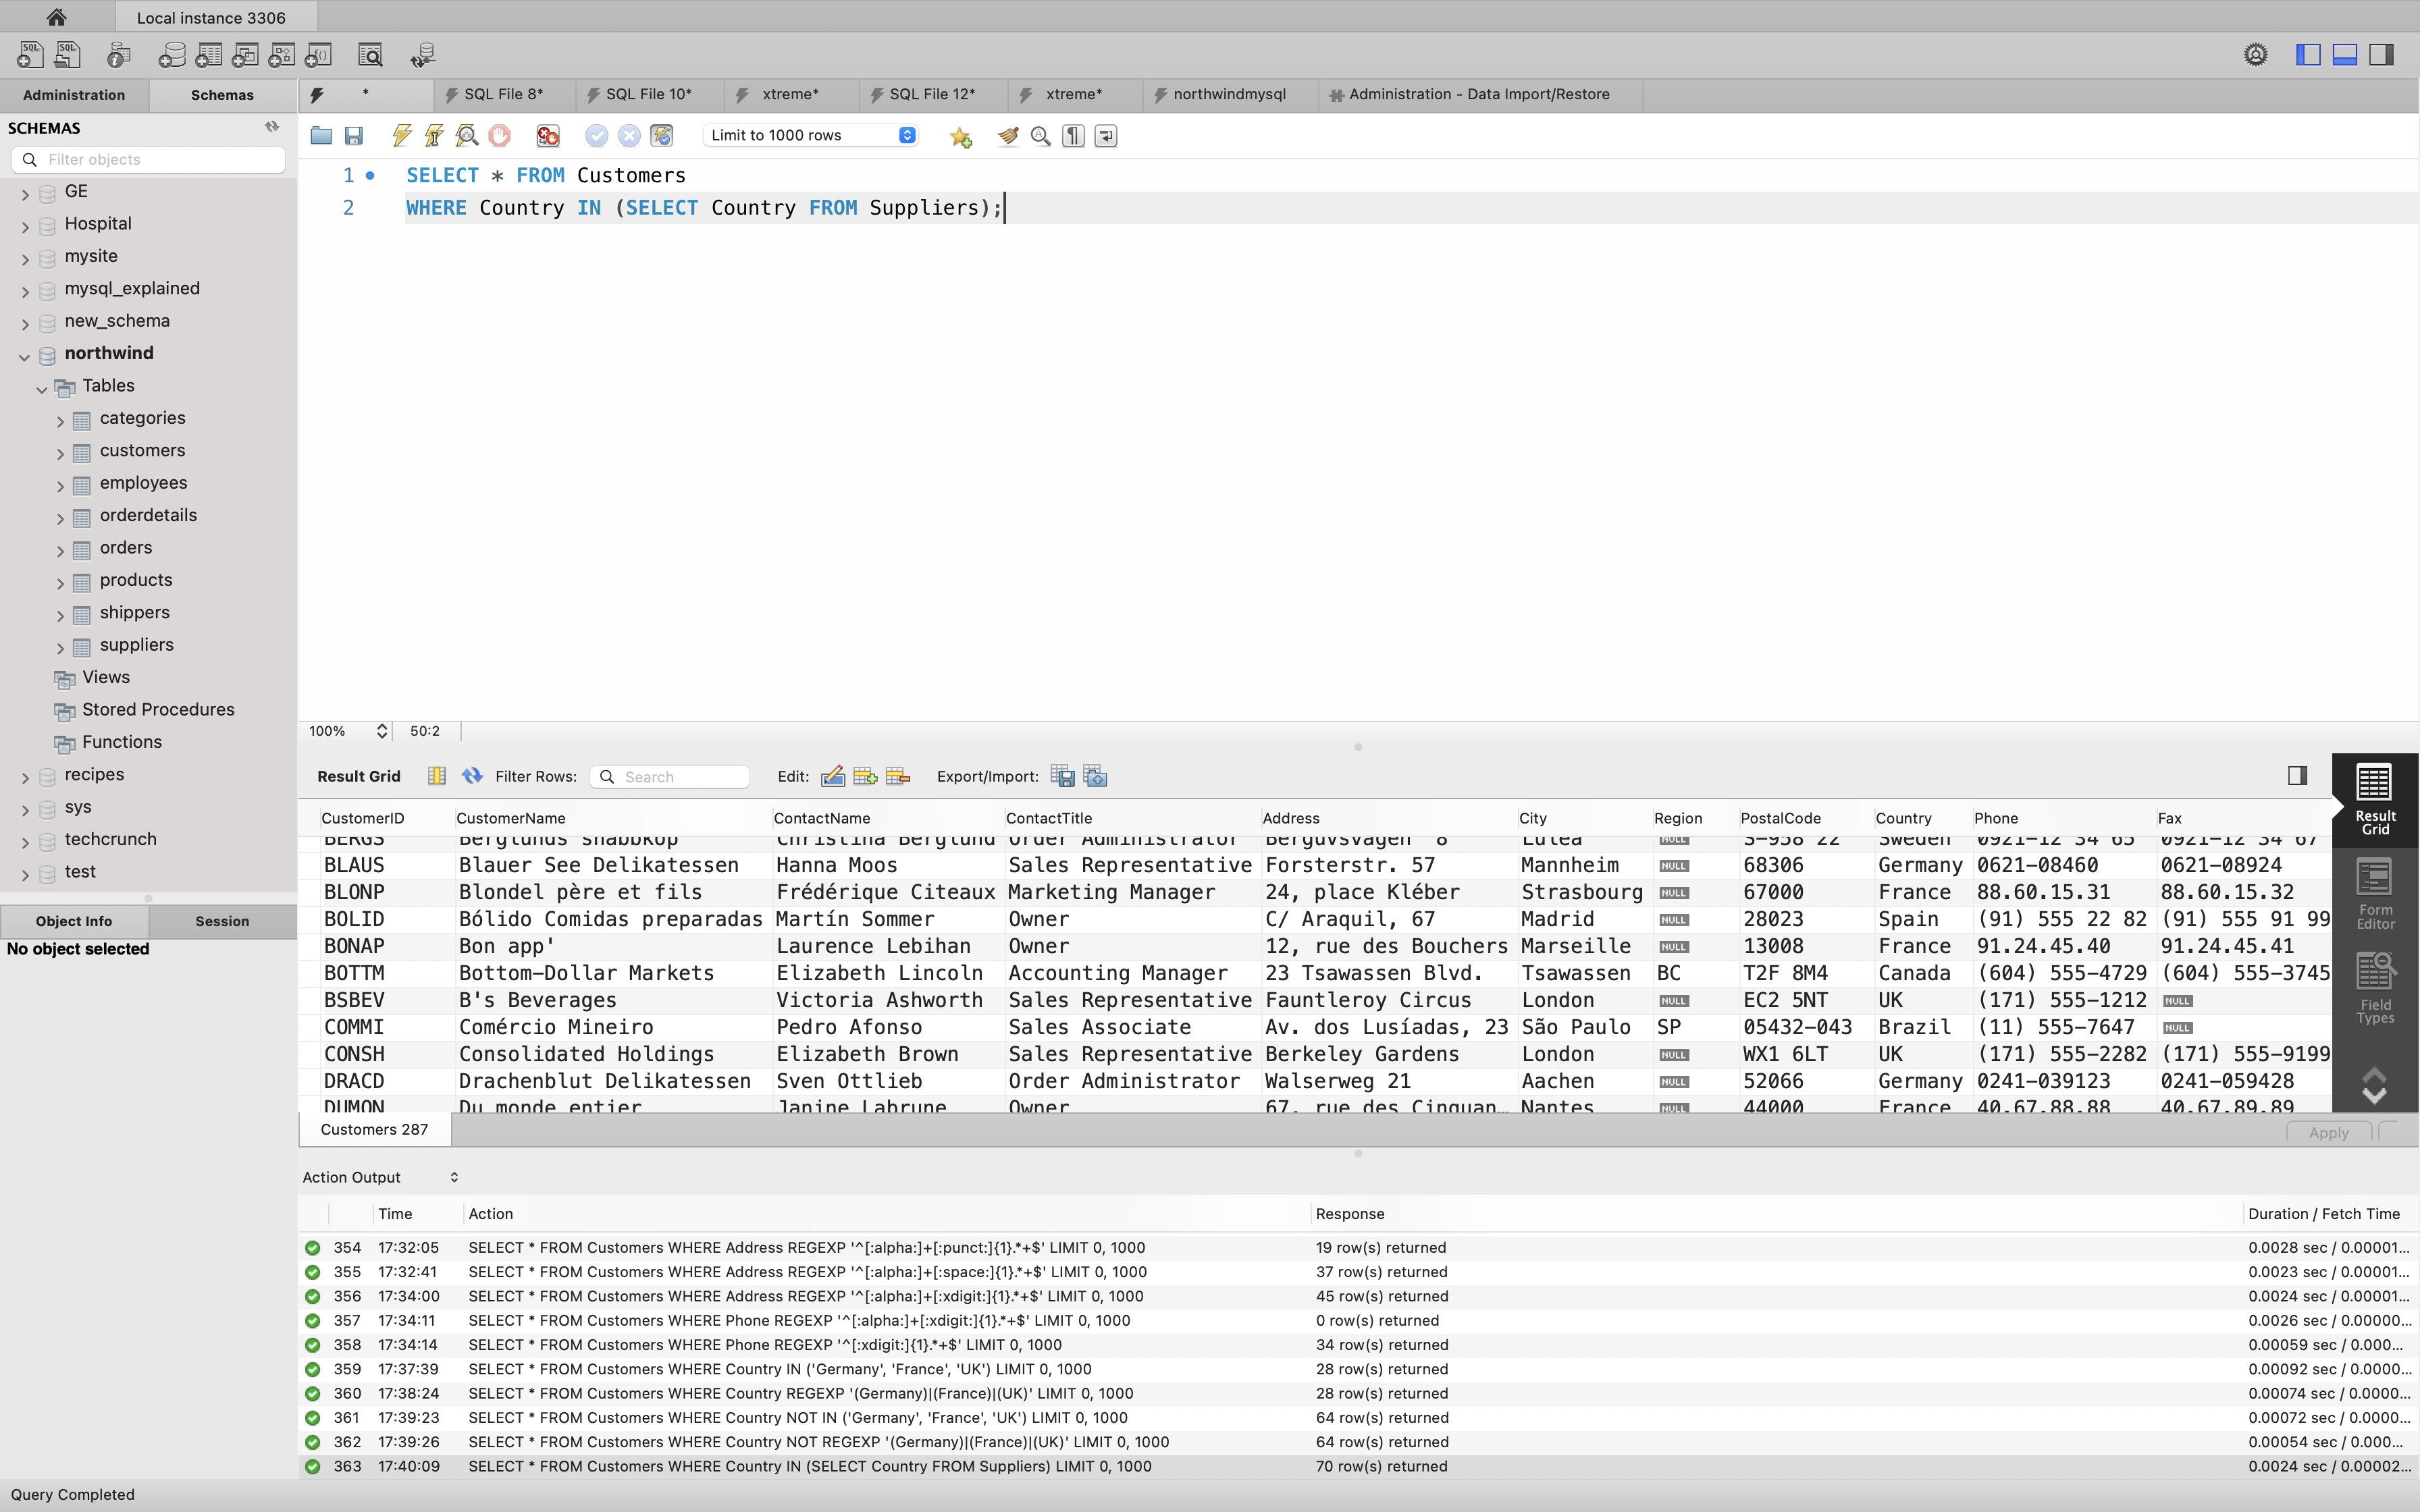 Local instance 3306
Administration Schemas * SQL File 8* SQL File 10* xtreme* SQL File 12* xtreme* northwindmysql Administration - Data Import/Restore
SCHEMAS
Filter objects
Limit to 1000 rows
1 SELECT * FROM Customers
2 WHERE Country IN (SELECT Country FROM Suppliers);
GE
Hospital
mysite
mysql_explained
new_schema
northwind
Tables
categories
customers
employees
orderdetails
orders
products
shippers
suppliers
Views
Stored Procedures
Functions
recipes
sys
techcrunch
test
Object Info Session
No object selected
100% 50:2
Result Grid Filter Rows: Search Edit: Export/Import:
CustomerID CustomerName ContactName ContactTitle Address City Region PostalCode Country Phone Fax
BERGS Berglunds snabbköp Christina Berglund Order Administrator Berguvsvägen 8 Luleå NULL S-958 22 Sweden 0921-12 34 65 0921-12 34 67
BLAUS Blauer See Delikatessen Hanna Moos Sales Representative Forsterstr. 57 Mannheim NULL 68306 Germany 0621-08460 0621-08924
BLONP Blondel père et fils Frédérique Citeaux Marketing Manager 24, place Kléber Strasbourg NULL 67000 France 88.60.15.31 88.60.15.32
BOLID Bólido Comidas preparadas Martín Sommer Owner C/ Araquil, 67 Madrid NULL 28023 Spain (91) 555 22 82 (91) 555 91 99
BONAP Bon app' Laurence Lebihan Owner 12, rue des Bouchers Marseille NULL 13008 France 91.24.45.40 91.24.45.41
BOTTM Bottom-Dollar Markets Elizabeth Lincoln Accounting Manager 23 Tsawassen Blvd. Tsawassen BC T2F 8M4 Canada (604) 555-4729 (604) 555-3745
BSBEV B's Beverages Victoria Ashworth Sales Representative Fauntleroy Circus London NULL EC2 5NT UK (171) 555-1212 NULL
COMMI Comércio Mineiro Pedro Afonso Sales Associate Av. dos Lusíadas, 23 São Paulo SP 05432-043 Brazil (11) 555-7647 NULL
CONSH Consolidated Holdings Elizabeth Brown Sales Representative Berkeley Gardens London NULL WX1 6LT UK (171) 555-2282 (171) 555-9199
DRACD Drachenblut Delikatessen Sven Ottlieb Order Administrator Walserweg 21 Aachen NULL 52066 Germany 0241-039123 0241-059428
DUMON Du monde entier Janine Labrune Owner 67, rue des Cinquan... Nantes NULL 44000 France 40.67.88.88 40.67.89.89
Result Grid
Form Editor
Field Types
Customers 287 Apply
Action Output
Time Action Response Duration / Fetch Time
354 17:32:05 SELECT * FROM Customers WHERE Address REGEXP '^[:alpha:]+[:punct:]{1}.*+$' LIMIT 0, 1000 19 row(s) returned 0.0028 sec / 0.00001...
355 17:32:41 SELECT * FROM Customers WHERE Address REGEXP '^[:alpha:]+[:space:]{1}.*+$' LIMIT 0, 1000 37 row(s) returned 0.0023 sec / 0.00001...
356 17:34:00 SELECT * FROM Customers WHERE Address REGEXP '^[:alpha:]+[:xdigit:]{1}.*+$' LIMIT 0, 1000 45 row(s) returned 0.0024 sec / 0.00001...
357 17:34:11 SELECT * FROM Customers WHERE Phone REGEXP '^[:alpha:]+[:xdigit:]{1}.*+$' LIMIT 0, 1000 0 row(s) returned 0.0026 sec / 0.00000...
358 17:34:14 SELECT * FROM Customers WHERE Phone REGEXP '^[:xdigit:]{1}.*+$' LIMIT 0, 1000 34 row(s) returned 0.00059 sec / 0.000...
359 17:37:39 SELECT * FROM Customers WHERE Country IN ('Germany', 'France', 'UK') LIMIT 0, 1000 28 row(s) returned 0.00092 sec / 0.0000...
360 17:38:24 SELECT * FROM Customers WHERE Country REGEXP '(Germany)|(France)|(UK)' LIMIT 0, 1000 28 row(s) returned 0.00074 sec / 0.0000...
361 17:39:23 SELECT * FROM Customers WHERE Country NOT IN ('Germany', 'France', 'UK') LIMIT 0, 1000 64 row(s) returned 0.00072 sec / 0.0000...
362 17:39:26 SELECT * FROM Customers WHERE Country NOT REGEXP '(Germany)|(France)|(UK)' LIMIT 0, 1000 64 row(s) returned 0.00054 sec / 0.000...
363 17:40:09 SELECT * FROM Customers WHERE Country IN (SELECT Country FROM Suppliers) LIMIT 0, 1000 70 row(s) returned 0.0024 sec / 0.00002...
Query Completed